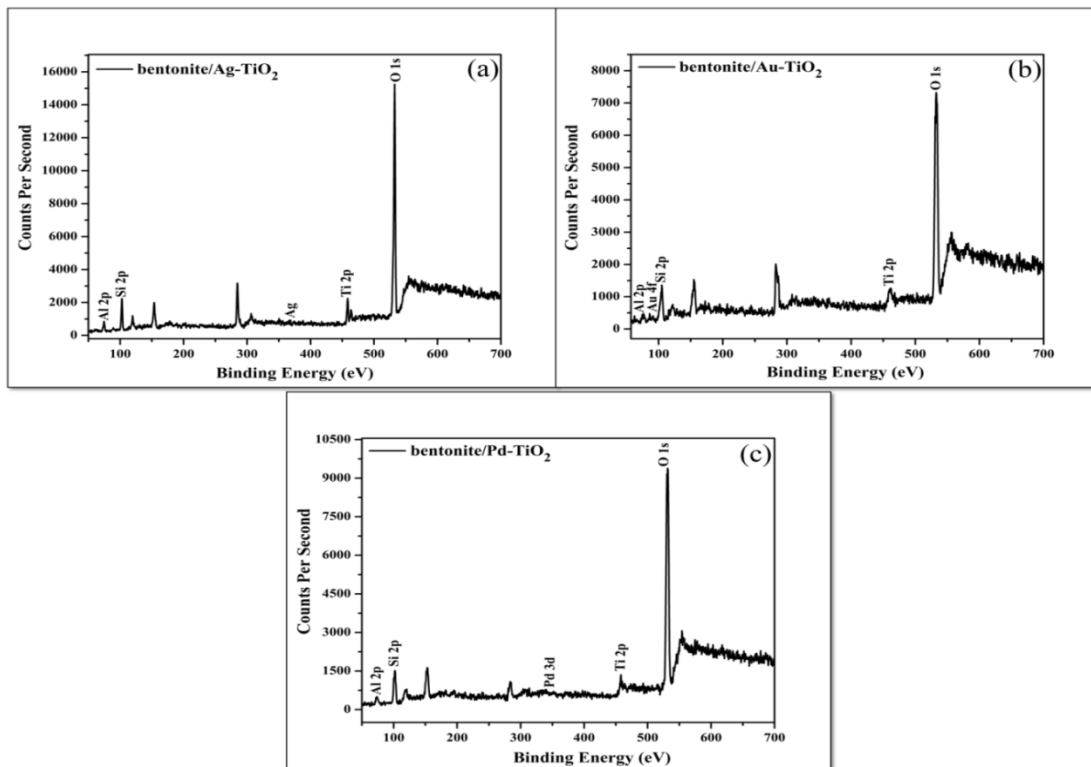 bentonite/Ag-TiO₂
(a)
O 1s
Al 2p
Si 2p
Ag
Ti 2p
16000
14000
12000
10000
8000
6000
4000
2000
0
Counts Per Second
100 200 300 400 500 600 700
Binding Energy (eV)
bentonite/Au-TiO₂
(b)
O 1s
Al 2p
Au 4f
Si 2p
Ti 2p
8000
7000
6000
5000
4000
3000
2000
1000
0
Counts Per Second
100 200 300 400 500 600 700
Binding Energy (eV)
bentonite/Pd-TiO₂
(c)
O 1s
Al 2p
Si 2p
Pd 3d
Ti 2p
10500
9000
7500
6000
4500
3000
1500
0
Counts Per Second
100 200 300 400 500 600 700
Binding Energy (eV)